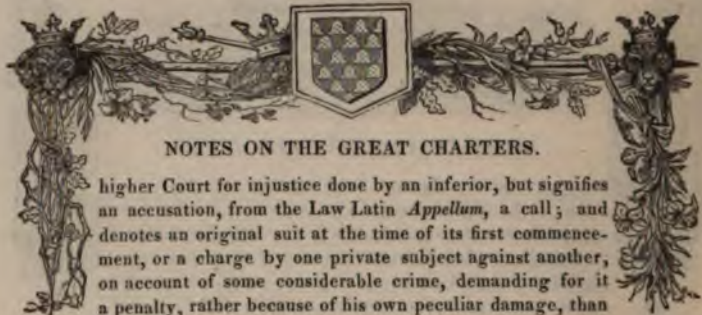 NOTES ON THE GREAT CHARTERS.
higher Court for injustice done by an inferior, but signifies
an accusation, from the Law Latin Appellum, a call; and
denotes an original suit at the time of its first commence-
ment, or a charge by one private subject against another,
on account of some considerable crime, demanding for it
a penalty, rather because of his own peculiar damage, than